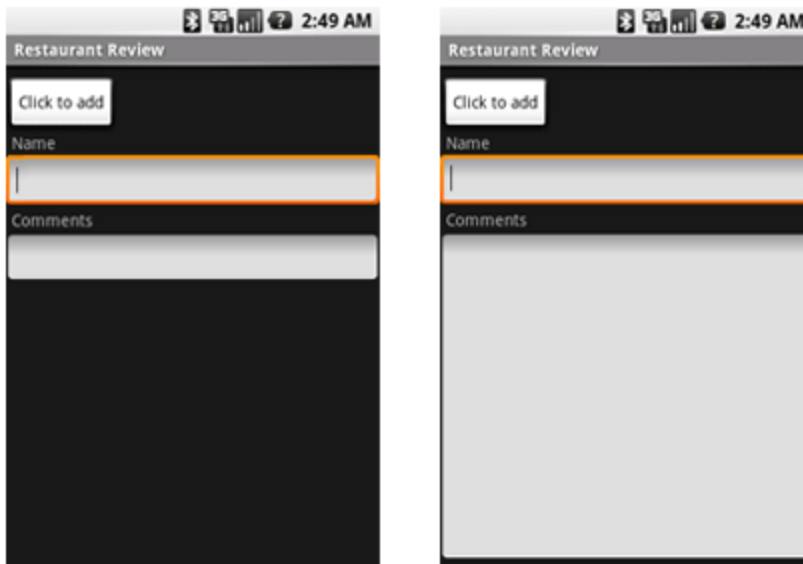 2:49 AM
Restaurant Review
Click to add
Name
Comments
2:49 AM
Restaurant Review
Click to add
Name
Comments